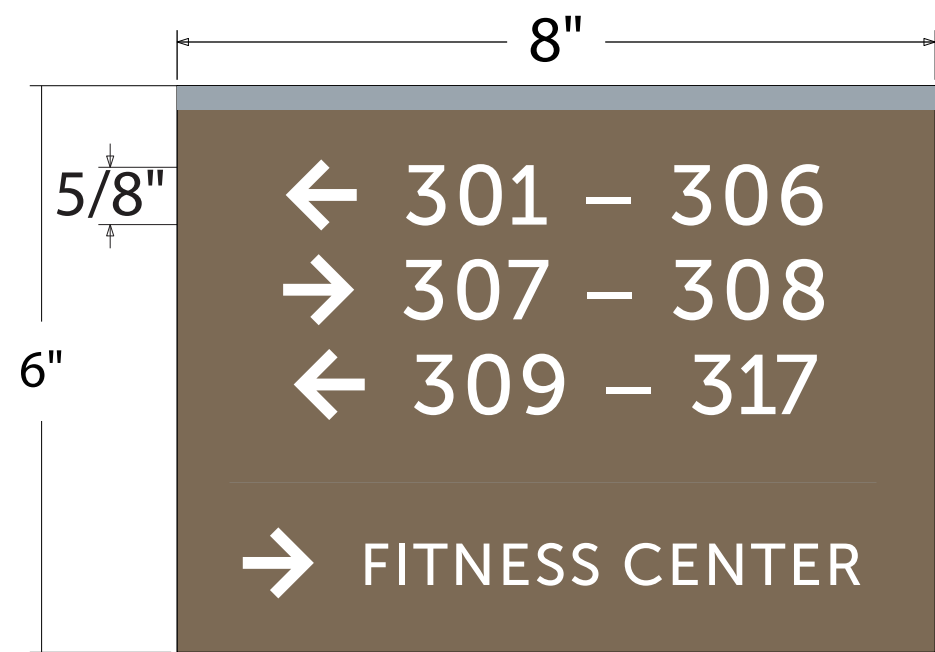 8"
5/8"
← 301 – 306
→ 307 – 308
6"
← 309 – 317
→ FITNESS CENTER